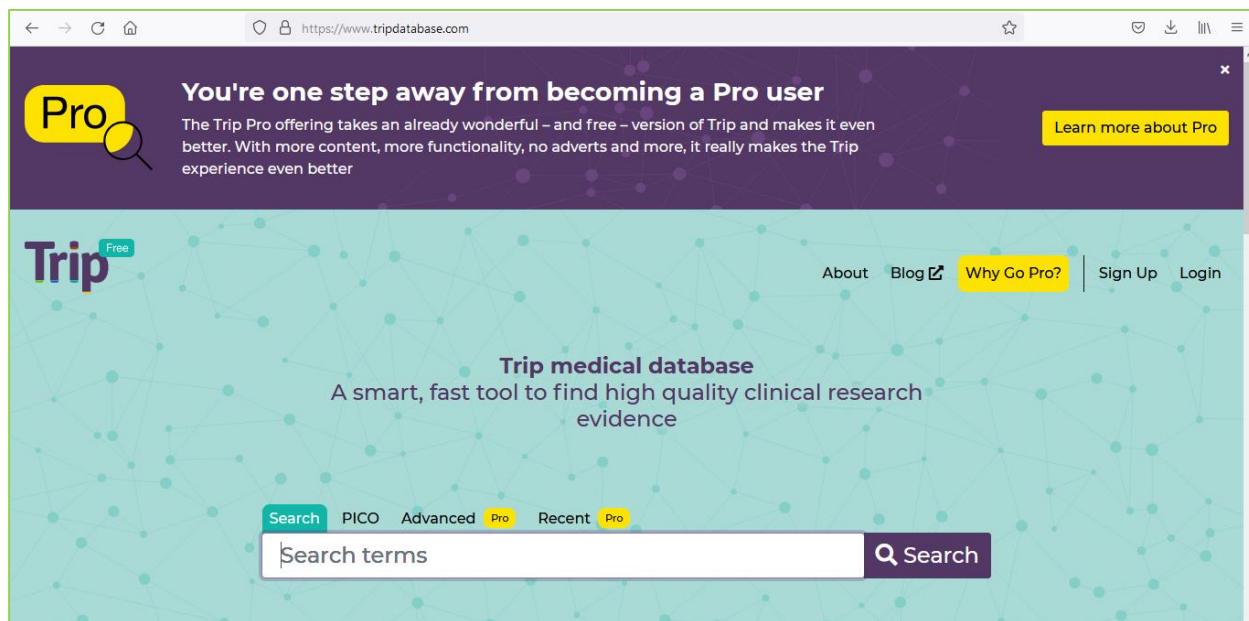 https://www.tripdatabase.com
×
Pro
You're one step away from becoming a Pro user
The Trip Pro offering takes an already wonderful – and free – version of Trip and makes it even
better. With more content, more functionality, no adverts and more, it really makes the Trip
experience even better
Learn more about Pro
Trip Free
About Blog Why Go Pro? Sign Up Login
Trip medical database
A smart, fast tool to find high quality clinical research
evidence
Search PICO Advanced Pro Recent Pro
Search terms
Search